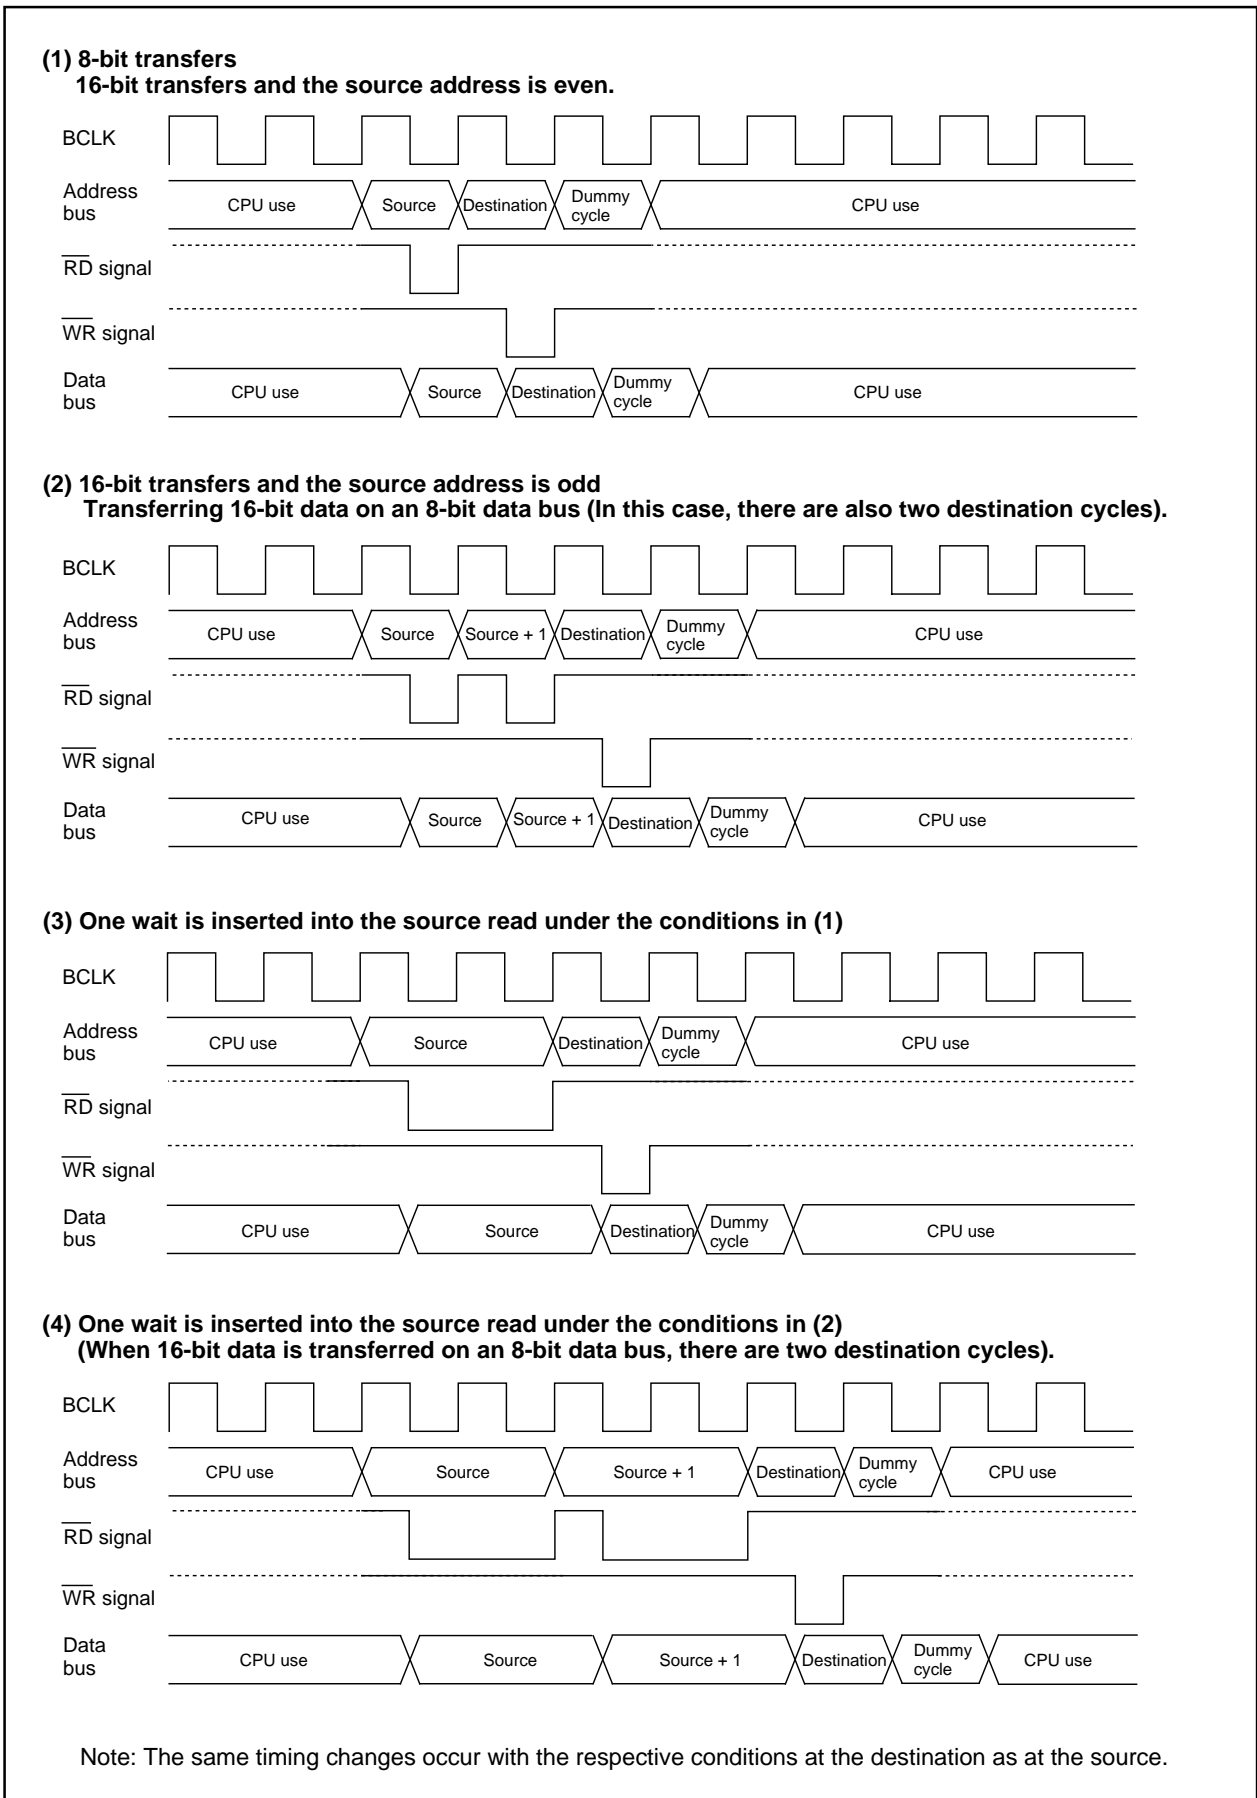 (1) 8-bit transfers
16-bit transfers and the source address is even.
BCLK
Address
bus
CPU use
Source
Destination
Dummy
cycle
CPU use
RD signal
WR signal
Data
bus
CPU use
Source
Destination
Dummy
cycle
CPU use
(2) 16-bit transfers and the source address is odd
Transferring 16-bit data on an 8-bit data bus (In this case, there are also two destination cycles).
BCLK
Address
bus
CPU use
Source
Source + 1
Destination
Dummy
cycle
CPU use
RD signal
WR signal
Data
bus
CPU use
Source
Source + 1
Destination
Dummy
cycle
CPU use
(3) One wait is inserted into the source read under the conditions in (1)
BCLK
Address
bus
CPU use
Source
Destination
Dummy
cycle
CPU use
RD signal
WR signal
Data
bus
CPU use
Source
Destination
Dummy
cycle
CPU use
(4) One wait is inserted into the source read under the conditions in (2)
(When 16-bit data is transferred on an 8-bit data bus, there are two destination cycles).
BCLK
Address
bus
CPU use
Source
Source + 1
Destination
Dummy
cycle
CPU use
RD signal
WR signal
Data
bus
CPU use
Source
Source + 1
Destination
Dummy
cycle
CPU use
Note: The same timing changes occur with the respective conditions at the destination as at the source.